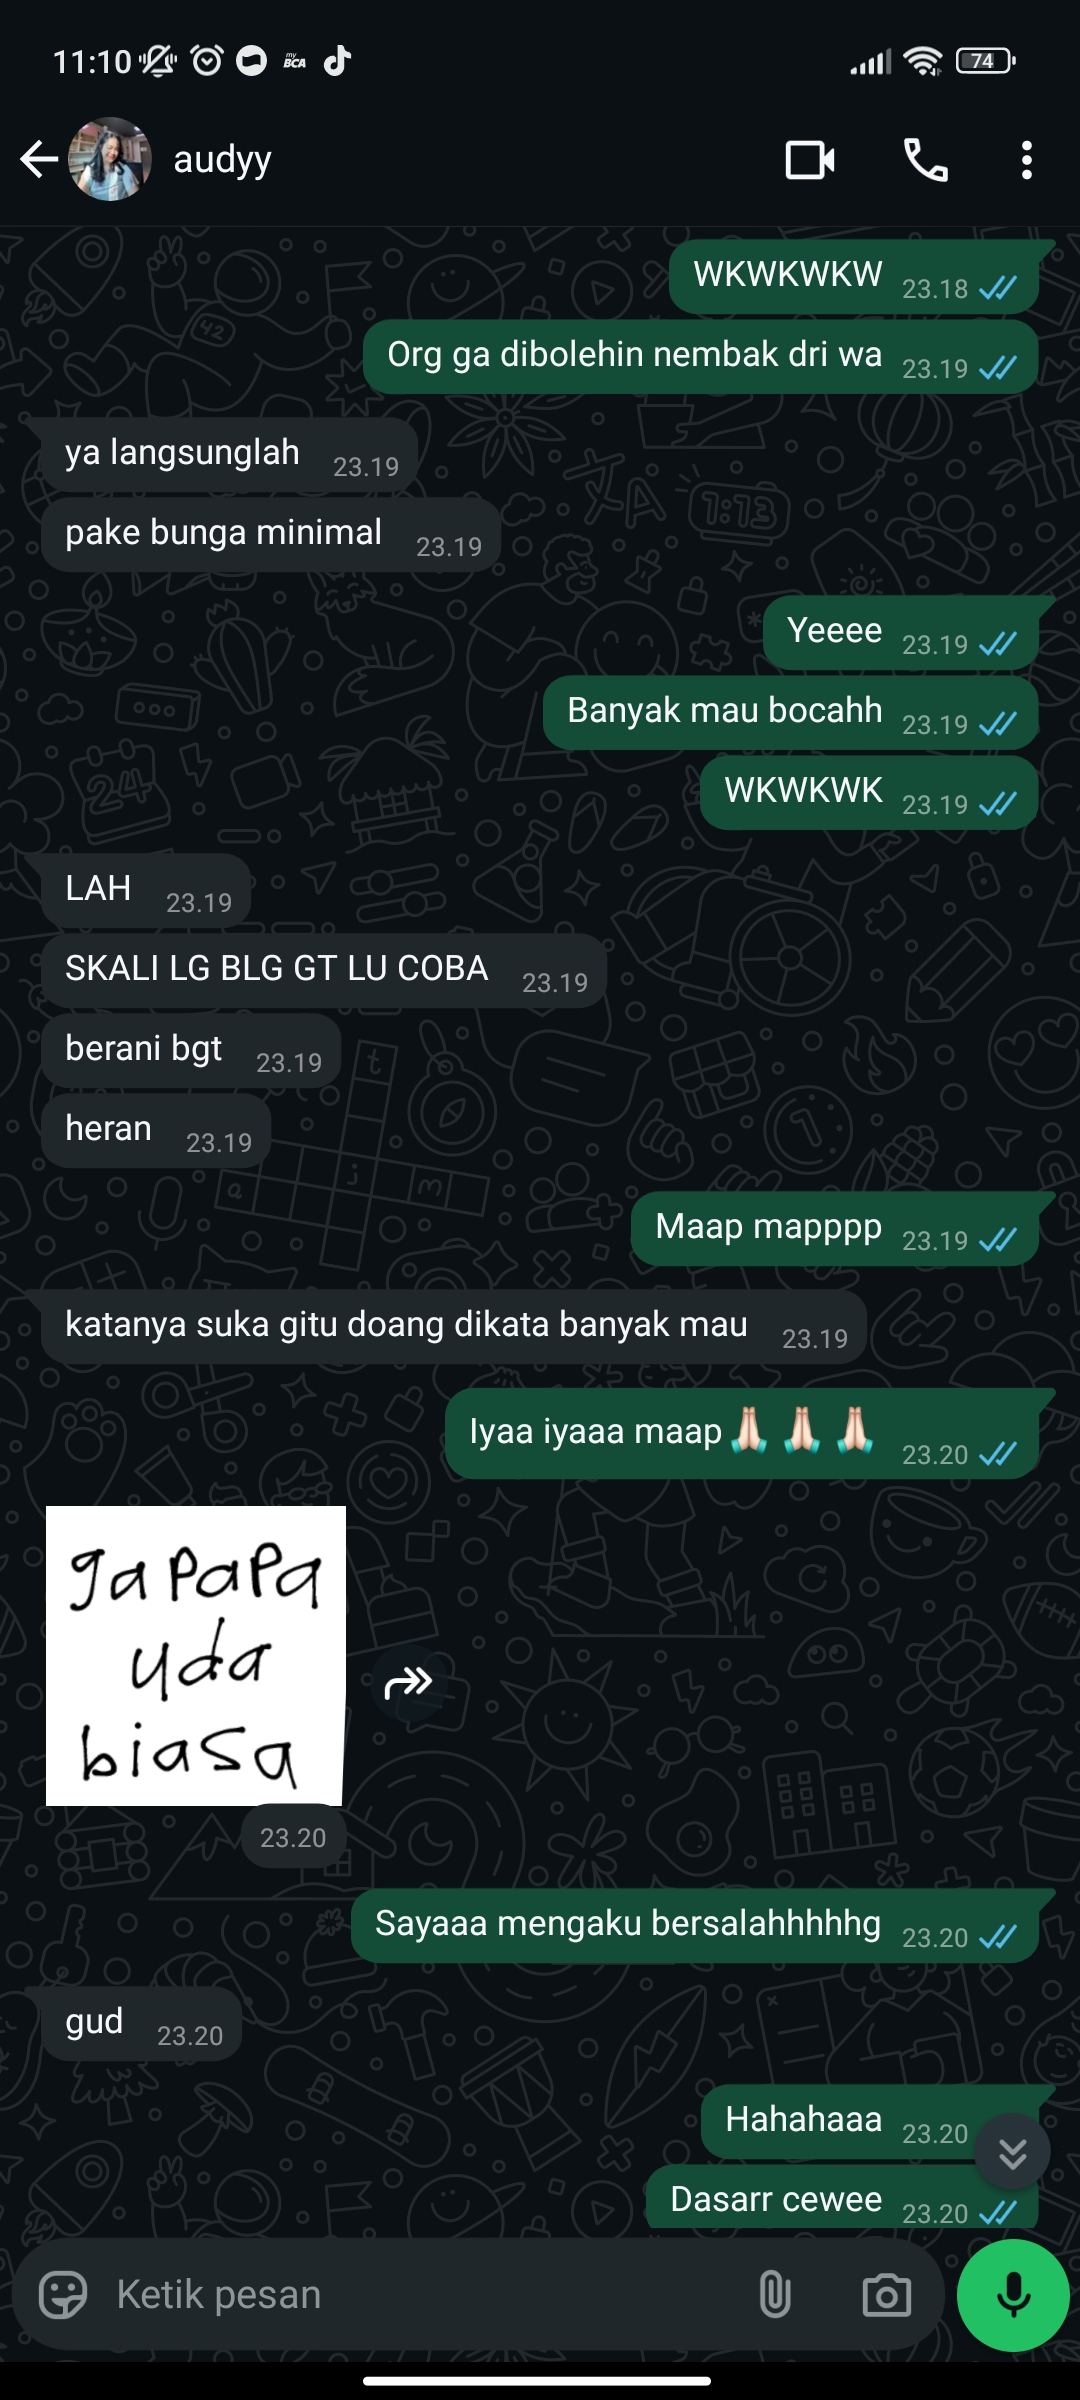 11:10 my BCA 74
audyy
WKWKWKW 23.18
Org ga dibolehin nembak dri wa 23.19
ya langsunglah 23.19
pake bunga minimal 23.19
Yeeee 23.19
Banyak mau bocahh 23.19
WKWKWK 23.19
LAH 23.19
SKALI LG BLG GT LU COBA 23.19
berani bgt 23.19
heran 23.19
Maap mapppp 23.19
katanya suka gitu doang dikata banyak mau 23.19
Iyaa iyaaa maap🙏🏻🙏🏻🙏🏻 23.20
ga papa
uda
biasa
23.20
Sayaaa mengaku bersalahhhhhg 23.20
gud 23.20
Hahahaaa 23.20
Dasarr cewee 23.20
Ketik pesan